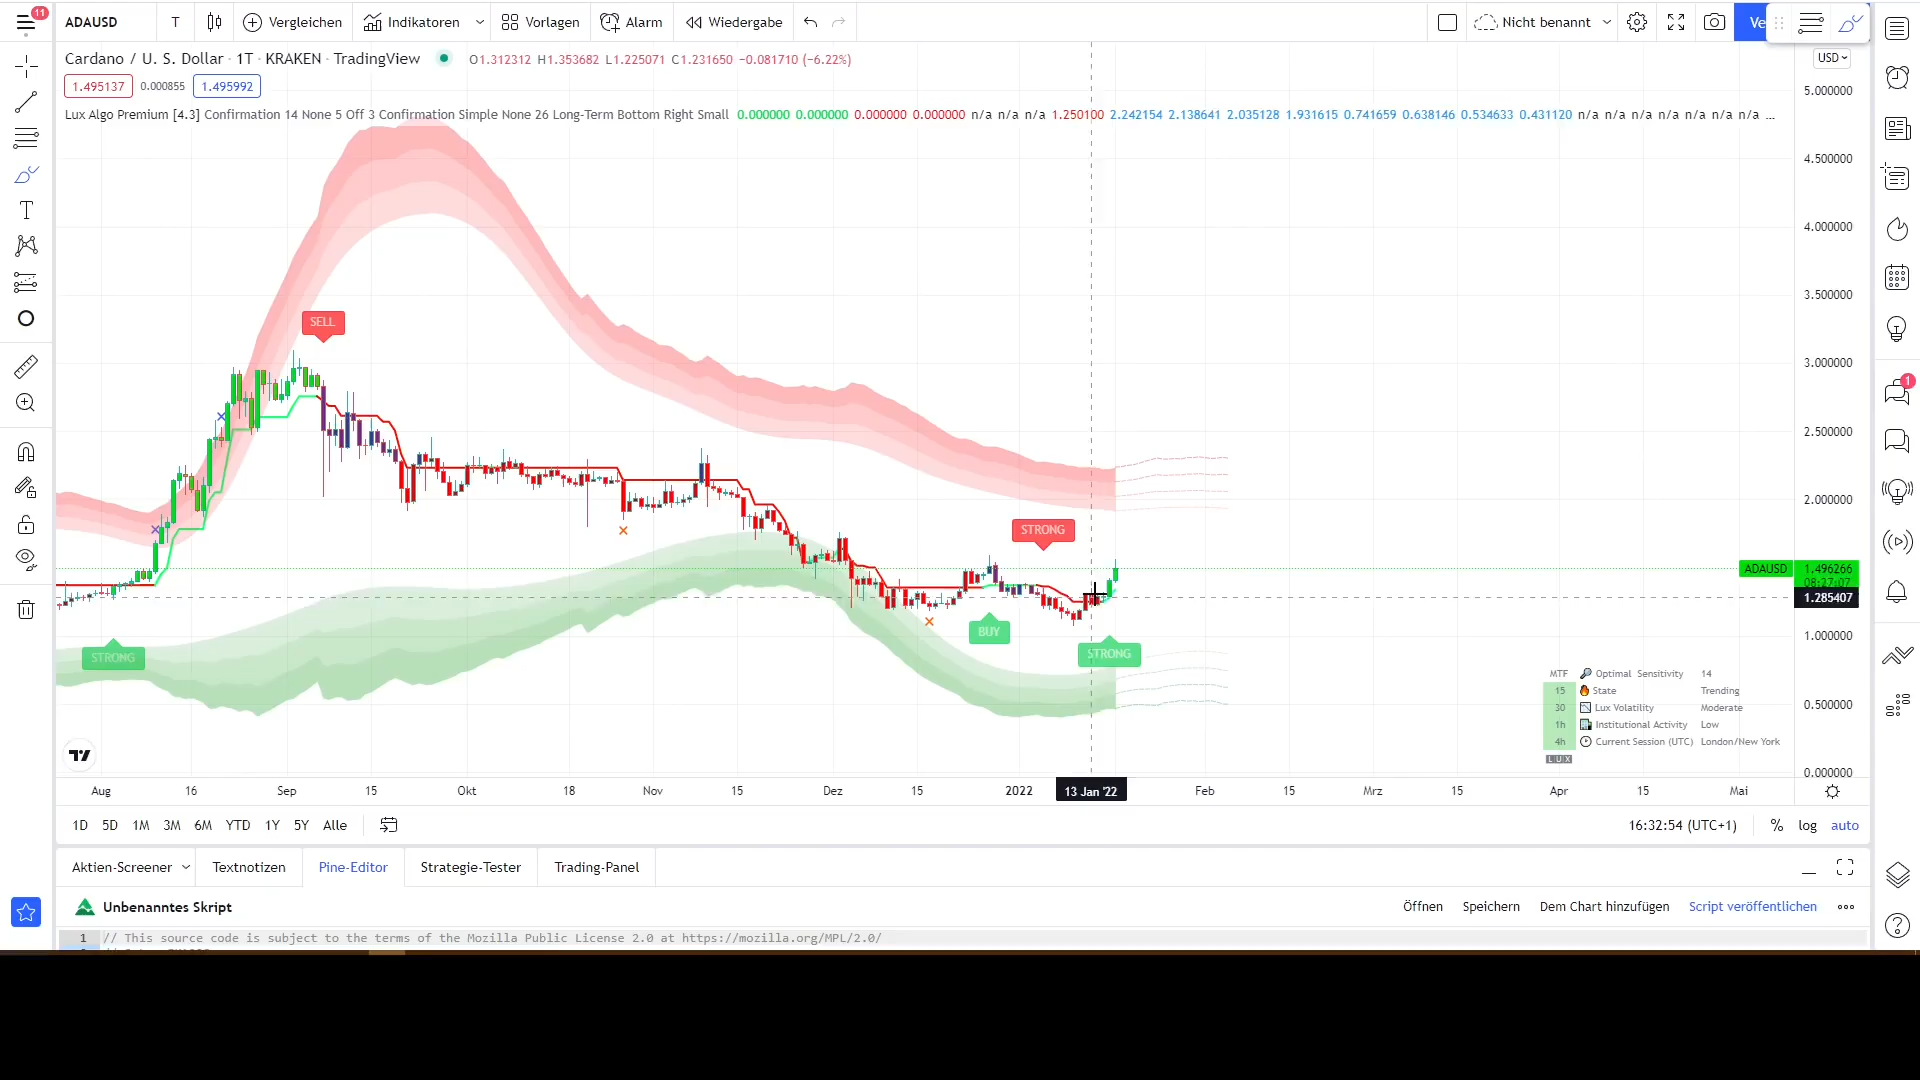 11
ADAUSD
T
Vergleichen
Indikatoren
Vorlagen
Alarm
Wiedergabe
Nicht benannt
Ve
Cardano / U. S. Dollar · 1T · KRAKEN · TradingView
O1.312312 H1.353682 L1.225071 C1.231650 −0.081710 (−6.22%)
USD
1.495137
0.000855
1.495992
Lux Algo Premium [4.3] Confirmation 14 None 5 Off 3 Confirmation Simple None 26 Long-Term Bottom Right Small 0.000000 0.000000 0.000000 0.000000 n/a n/a n/a 1.250100 2.242154 2.138641 2.035128 1.931615 0.741659 0.638146 0.534633 0.431120 n/a n/a n/a n/a n/a n/a n/a ...
5.000000
4.500000
4.000000
3.500000
3.000000
2.500000
2.000000
SELL
STRONG
ADAUSD
1.496266
08:27:07
1.285407
1.000000
0.500000
0.000000
STRONG
BUY
STRONG
MTF Optimal Sensitivity 14
15 State Trending
30 Lux Volatility Moderate
1h Institutional Activity Low
4h Current Session (UTC) London/New York
LUX
1
Aug 16 Sep 15 Okt 18 Nov 15 Dez 15 2022 13 Jan '22 Feb 15 Mrz 15 Apr 15 Mai
1D 5D 1M 3M 6M YTD 1Y 5Y Alle
16:32:54 (UTC+1)
%
log
auto
Aktien-Screener
Textnotizen
Pine-Editor
Strategie-Tester
Trading-Panel
Unbenanntes Skript
Öffnen
Speichern
Dem Chart hinzufügen
Script veröffentlichen
1 // This source code is subject to the terms of the Mozilla Public License 2.0 at https://mozilla.org/MPL/2.0/